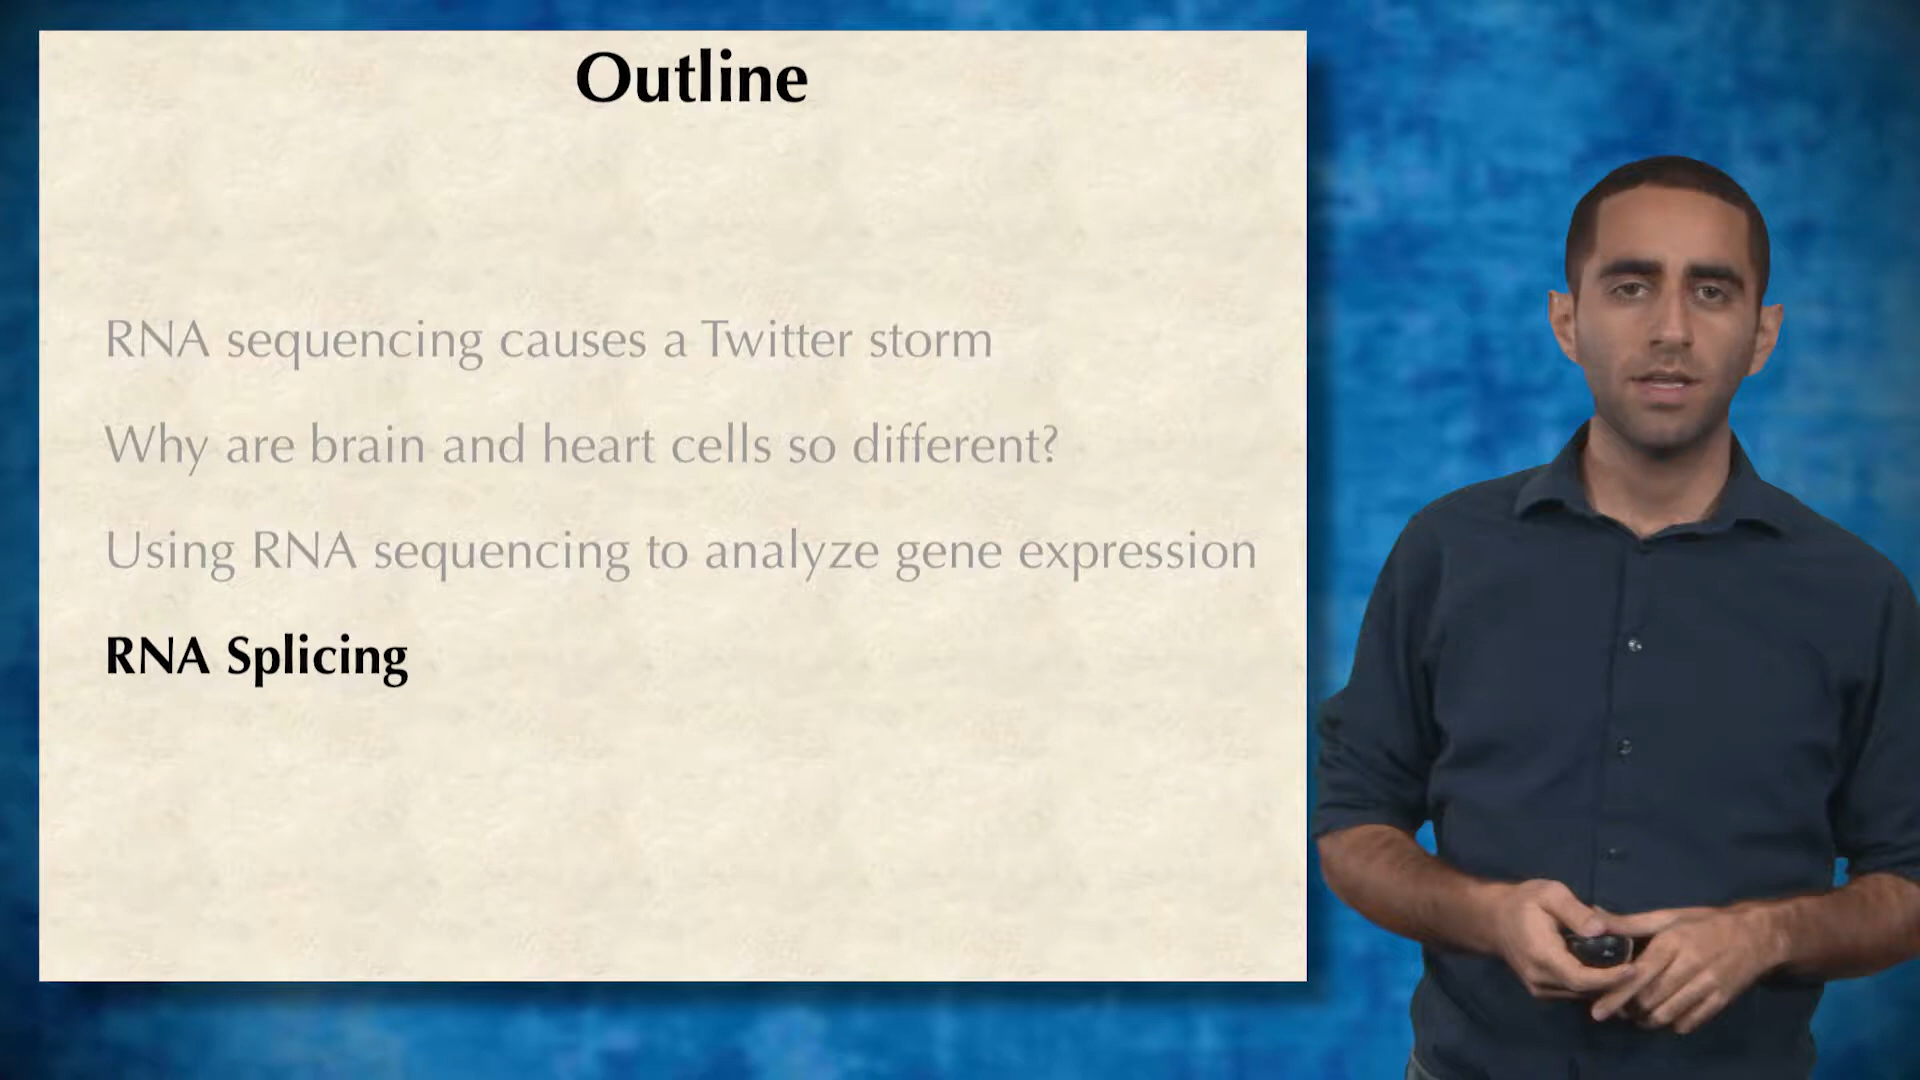 Outline
RNA sequencing causes a Twitter storm
Why are brain and heart cells so different?
Using RNA sequencing to analyze gene expression
RNA Splicing